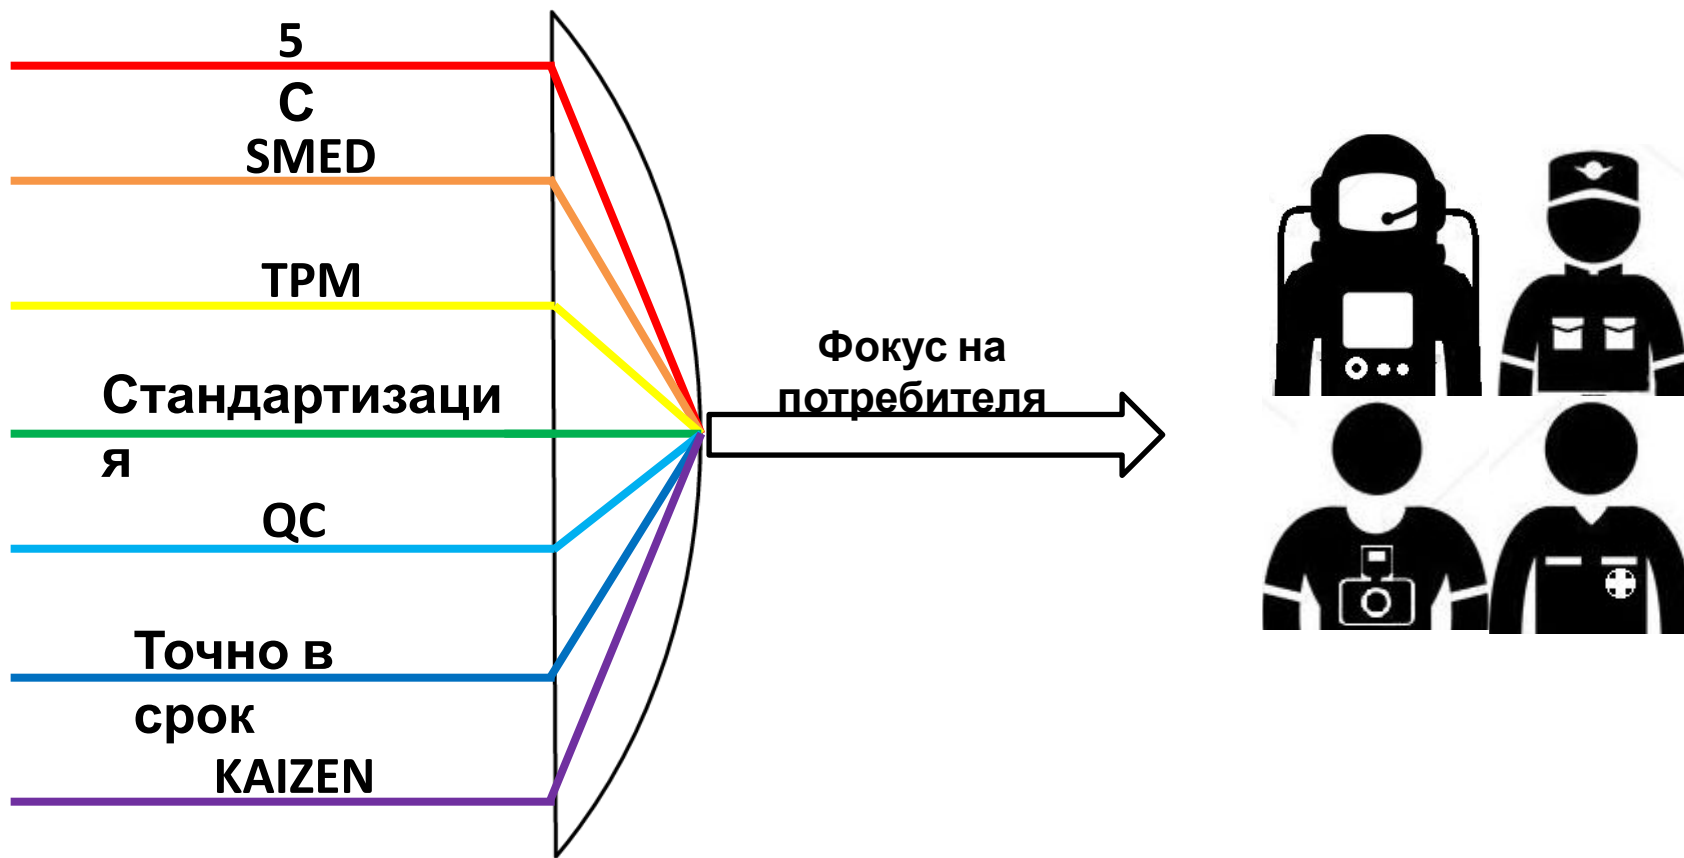 5
С
SMED
TPM
Стандартизаци
я
QC
Точно в
срок
KAIZEN
Фокус на
потребителя